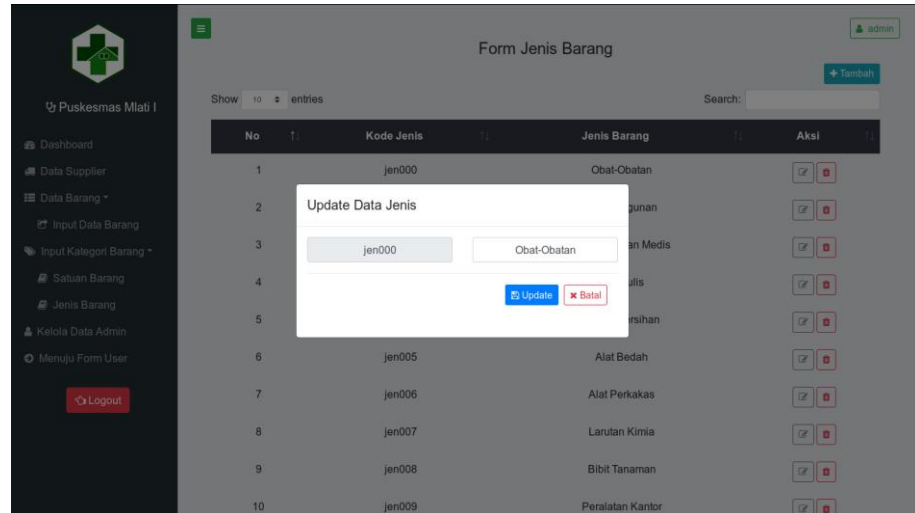 admin
Form Jenis Barang
+ Tambah
Puskesmas Mlati I
Show 10 entries
Search:
No Kode Jenis Jenis Barang Aksi
Dashboard
Data Supplier
Data Barang
Input Data Barang
Input Kategori Barang
Satuan Barang
Jenis Barang
Kelola Data Admin
Menuju Form User
Logout
1 jen000 Obat-Obatan
2 gunan
3 an Medis
4 ulis
5 rsihan
6 jen005 Alat Bedah
7 jen006 Alat Perkakas
8 jen007 Larutan Kimia
9 jen008 Bibit Tanaman
10 jen009 Peralatan Kantor
Update Data Jenis
jen000 Obat-Obatan
Update × Batal